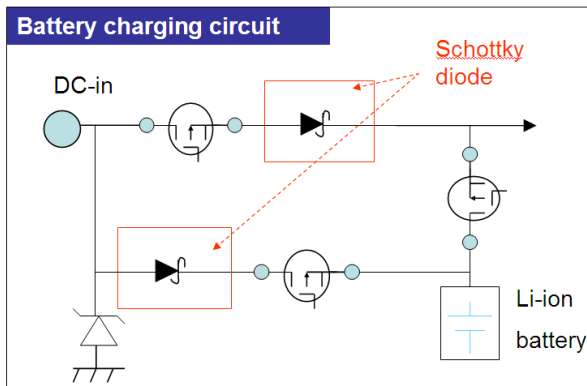 Battery charging circuit
Schottky
diode
DC-in
Li-ion
battery